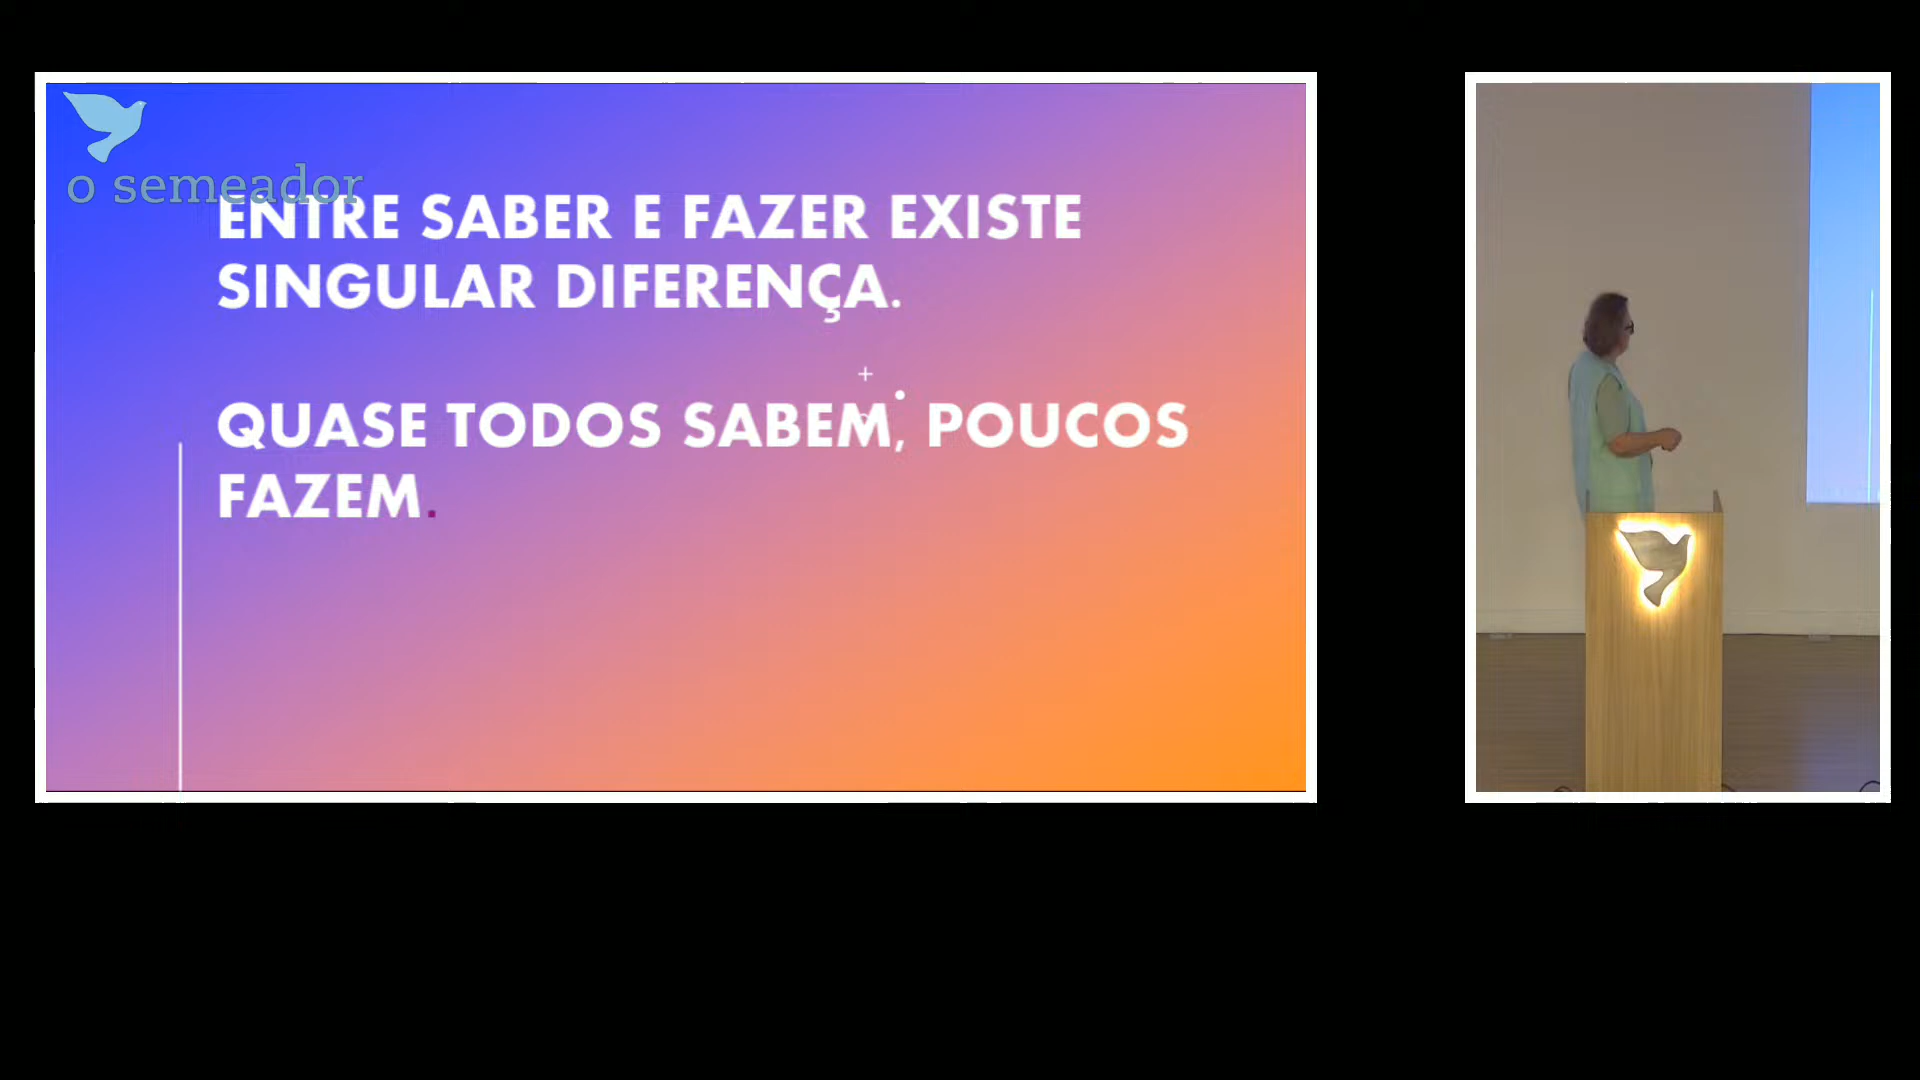 o semeador
ENTRE SABER E FAZER EXISTE
SINGULAR DIFERENÇA.
QUASE TODOS SABEM, POUCOS
FAZEM.